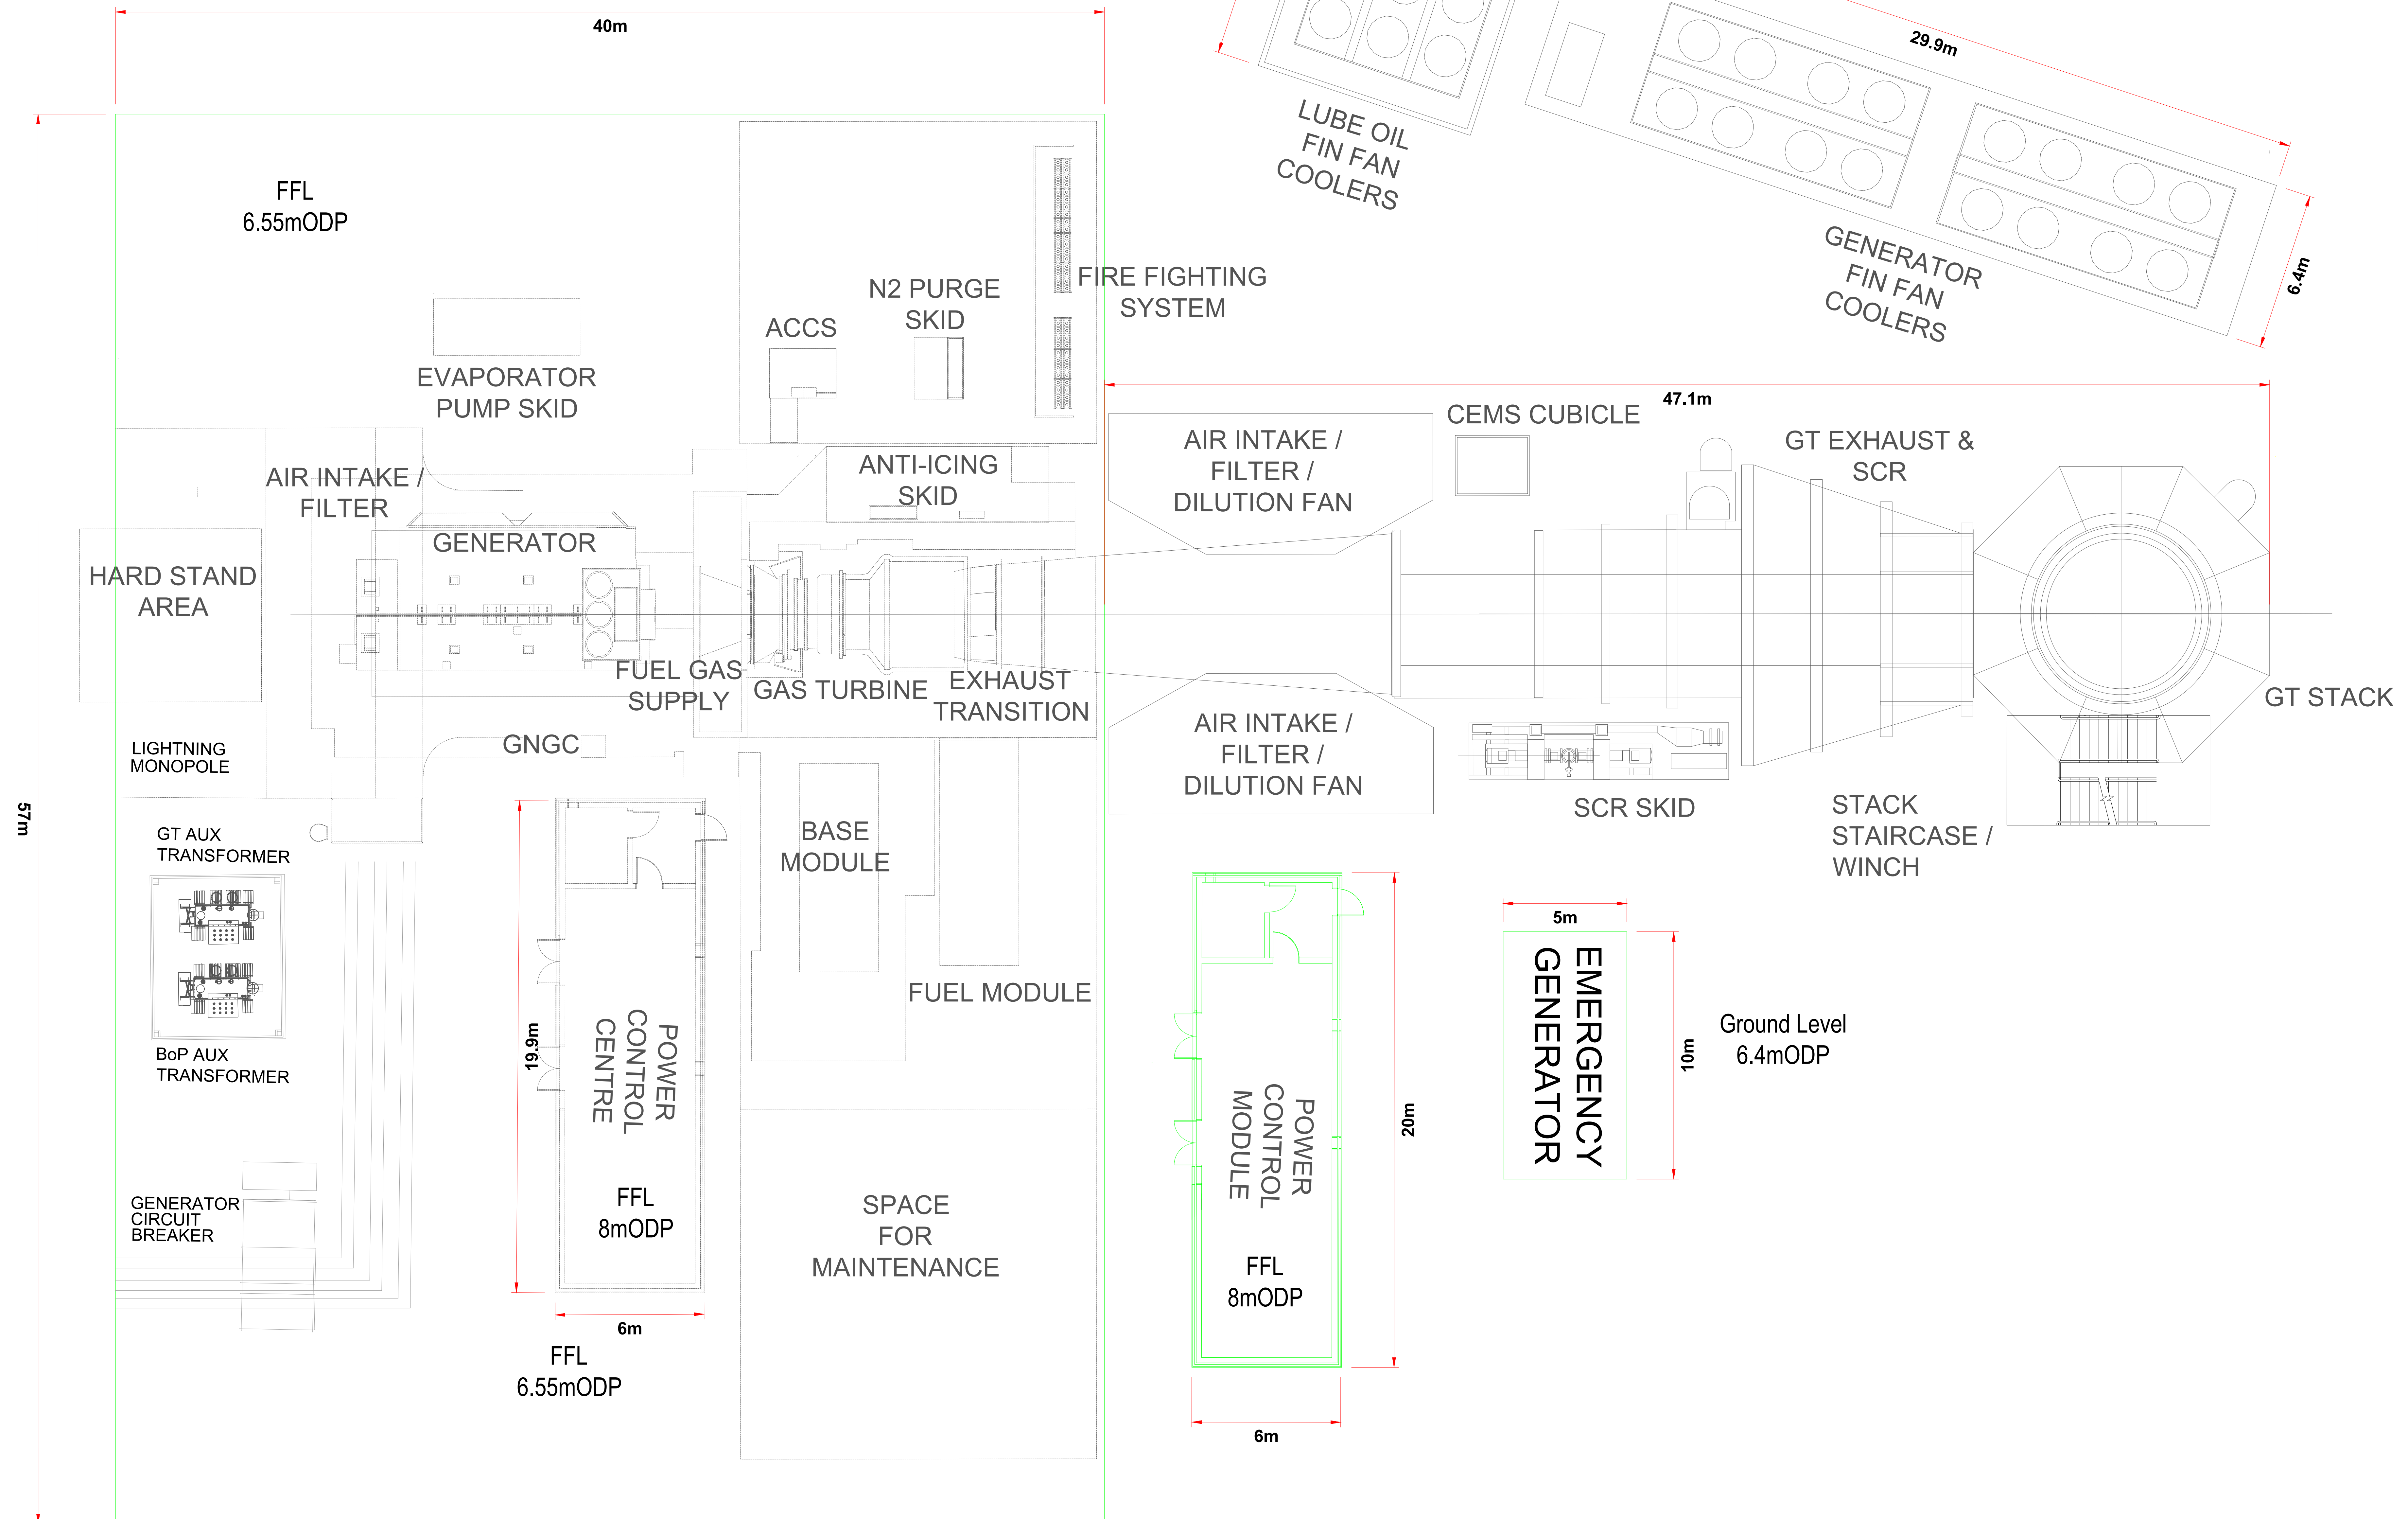 40m
29.9m
LUBE OIL
FIN FAN
COOLERS
GENERATOR
FIN FAN
COOLERS
6.4m
FFL
6.55mODP
N2 PURGE
SKID
ACCS
FIRE FIGHTING
SYSTEM
EVAPORATOR
PUMP SKID
47.1m
CEMS CUBICLE
AIR INTAKE /
FILTER /
DILUTION FAN
GT EXHAUST &
SCR
ANTI-ICING
SKID
AIR INTAKE /
FILTER
GENERATOR
HARD STAND
AREA
FUEL GAS
SUPPLY
GAS TURBINE
EXHAUST
TRANSITION
GT STACK
AIR INTAKE /
FILTER /
DILUTION FAN
GNGC
LIGHTNING
MONOPOLE
57m
SCR SKID
STACK
STAIRCASE /
WINCH
GT AUX
TRANSFORMER
BASE
MODULE
FUEL MODULE
5m
EMERGENCY
GENERATOR
10m
Ground Level
6.4mODP
BoP AUX
TRANSFORMER
19.9m
POWER
CONTROL
CENTRE
FFL
8mODP
POWER
CONTROL
MODULE
20m
FFL
8mODP
GENERATOR
CIRCUIT
BREAKER
SPACE
FOR
MAINTENANCE
6m
FFL
6.55mODP
6m